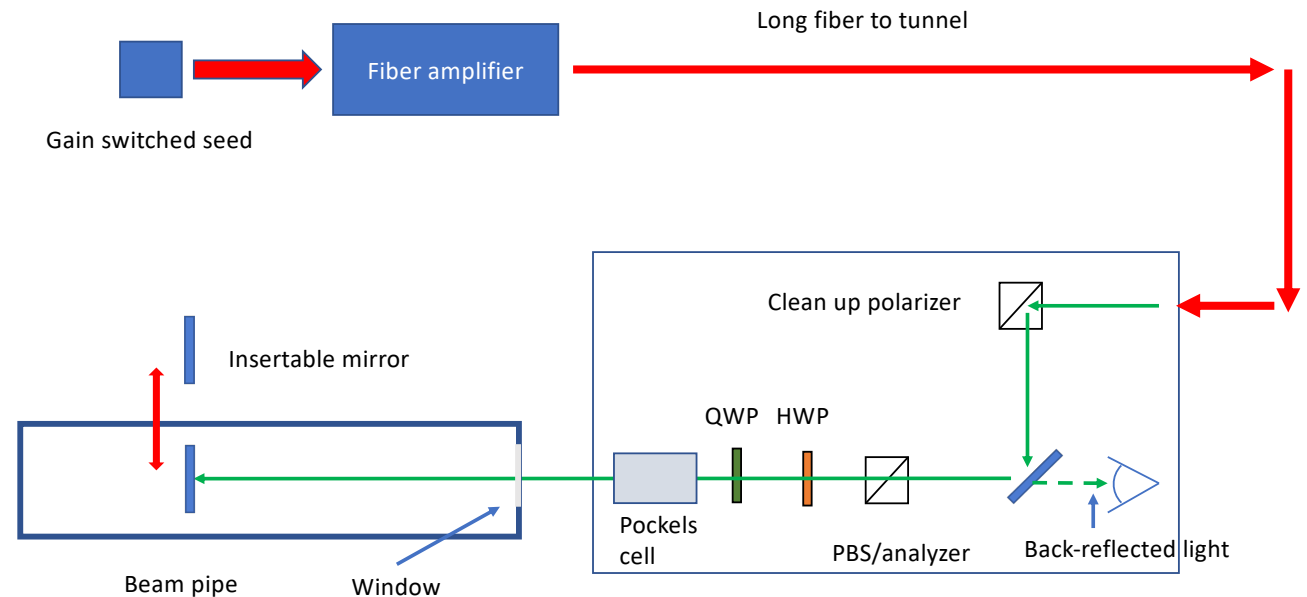 Long fiber to tunnel
Fiber amplifier
Gain switched seed
Clean up polarizer
Insertable mirror
QWP
HWP
Pockels
cell
PBS/analyzer
Back-reflected light
Beam pipe
Window